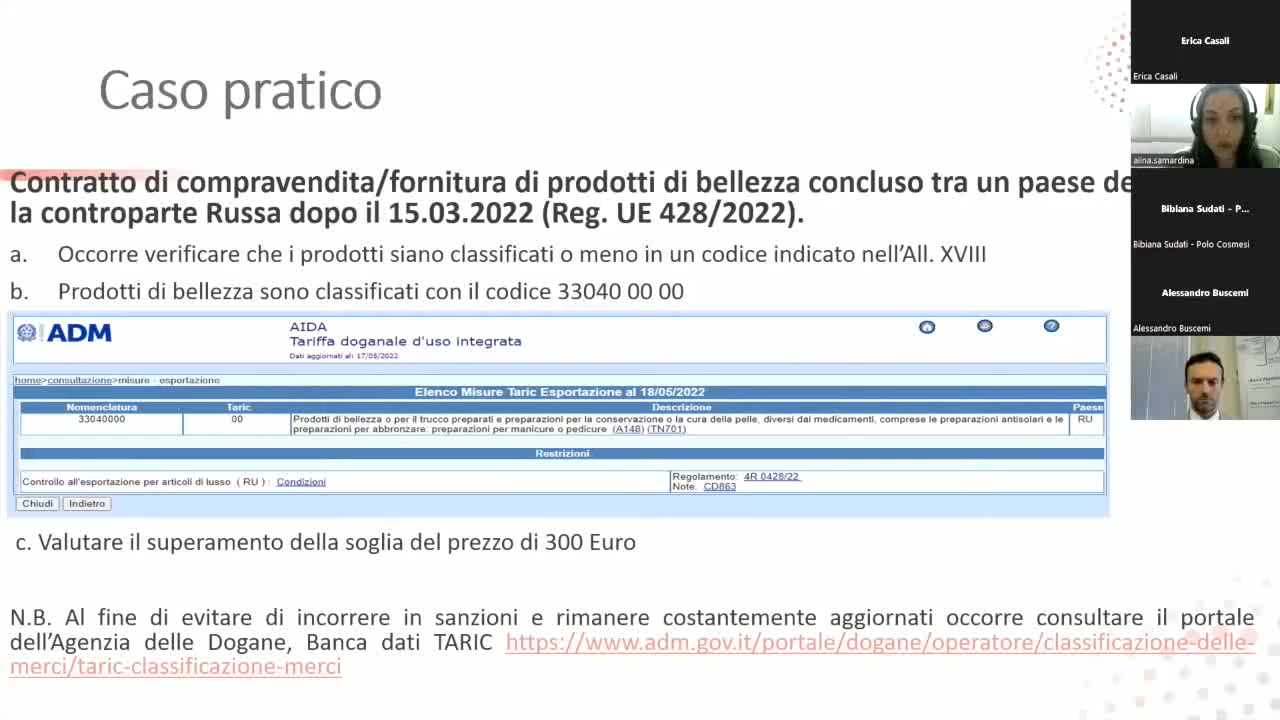 Caso pratico
Contratto di compravendita/fornitura di prodotti di bellezza concluso tra un paese de
la controparte Russa dopo il 15.03.2022 (Reg. UE 428/2022).
a. Occorre verificare che i prodotti siano classificati o meno in un codice indicato nell'All. XVIII
b. Prodotti di bellezza sono classificati con il codice 33040 00 00
ADM
AIDA
Tariffa doganale d'uso integrata
Dati aggiornati al: 17/05/2022
home>consultazione>misure - esportazione
Elenco Misure Taric Esportazione al 18/05/2022
Nomenclatura Taric Descrizione Paese
33040000 00 Prodotti di bellezza o per il trucco preparati e preparazioni per la conservazione o la cura della pelle, diversi dai medicamenti, comprese le preparazioni antisolari e le RU
preparazioni per abbronzare: preparazioni per manicure o pedicure (A148) (TN701)
Restrizioni
Controllo all'esportazione per articoli di lusso ( RU ) : Condizioni
Regolamento: 4R 0428/22
Note: CD863
Chiudi Indietro
c. Valutare il superamento della soglia del prezzo di 300 Euro
N.B. Al fine di evitare di incorrere in sanzioni e rimanere costantemente aggiornati occorre consultare il portale
dell'Agenzia delle Dogane, Banca dati TARIC https://www.adm.gov.it/portale/dogane/operatore/classificazione-delle-
merci/taric-classificazione-merci
Erica Casali
Erica Casali
alina.samardina
Bibiana Sudati - P...
Bibiana Sudati - Polo Cosmesi
Alessandro Buscemi
Alessandro Buscemi